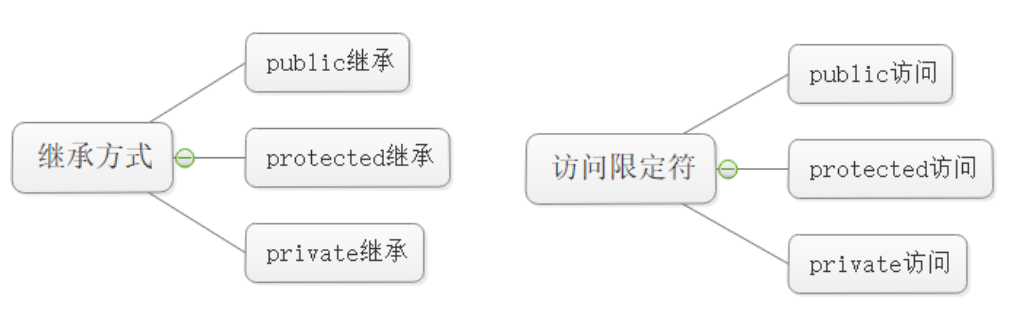 继承方式
public继承
protected继承
private继承
访问限定符
public访问
protected访问
private访问